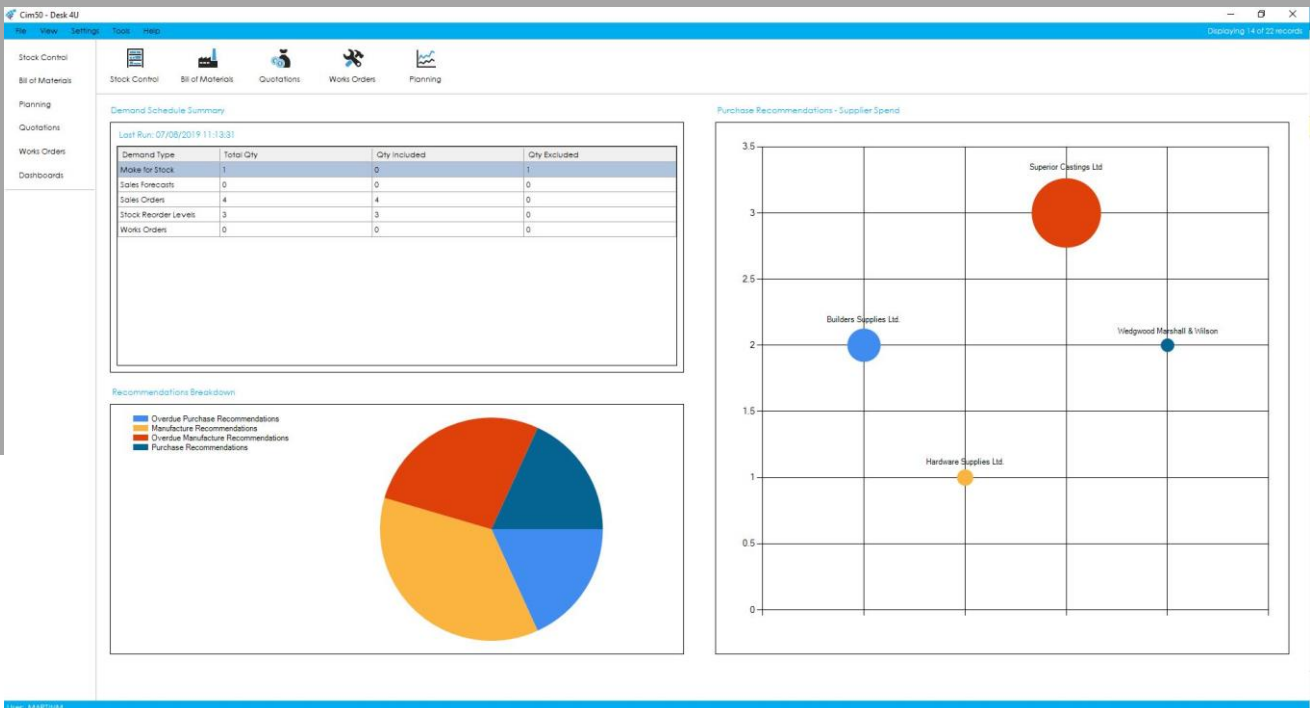 Cim50 - Desk 4U
File View Settings Tools Help
Displaying 14 of 22 records
Stock Control
Bill of Materials
Planning
Quotations
Works Orders
Dashboards
Stock Control Bill of Materials Quotations Works Orders Planning
Demand Schedule Summary
Last Run: 07/08/2019 11:13:31
Demand Type Total Qty Qty Included Qty Excluded
Make for Stock 1 0 1
Sales Forecasts 0 0 0
Sales Orders 4 4 0
Stock Reorder Levels 3 3 0
Works Orders 0 0 0
Recommendations Breakdown
Overdue Purchase Recommendations
Manufacture Recommendations
Overdue Manufacture Recommendations
Purchase Recommendations
Purchase Recommendations - Supplier Spend
3.5
Superior Castings Ltd
3
2.5
Builders Supplies Ltd.
Wedgwood Marshall & Wilson
2
1.5
Hardware Supplies Ltd.
1
0.5
0
User: MARTINM